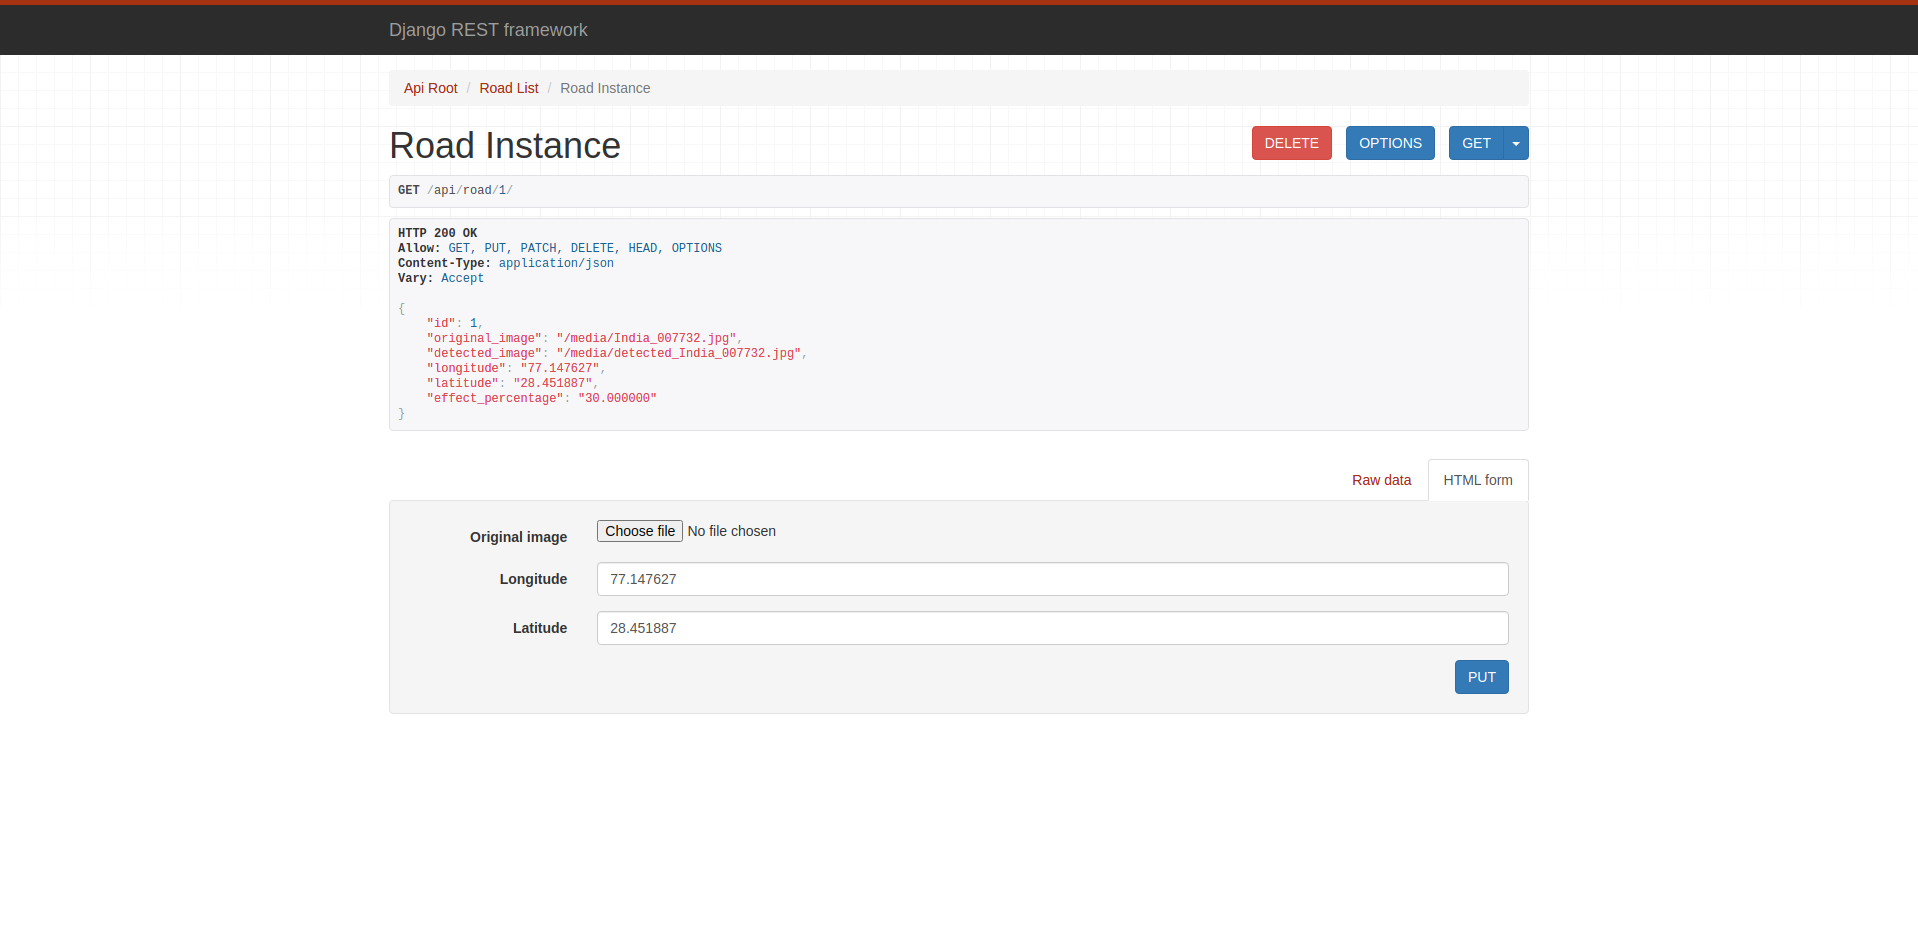 Django REST framework
Api Root / Road List / Road Instance
Road Instance
DELETE OPTIONS GET
GET /api/road/1/
HTTP 200 OK
Allow: GET, PUT, PATCH, DELETE, HEAD, OPTIONS
Content-Type: application/json
Vary: Accept
{
    "id": 1,
    "original_image": "/media/India_007732.jpg",
    "detected_image": "/media/detected_India_007732.jpg",
    "longitude": "77.147627",
    "latitude": "28.451887",
    "effect_percentage": "30.000000"
}
Raw data HTML form
Original image Choose file No file chosen
Longitude 77.147627
Latitude 28.451887
PUT